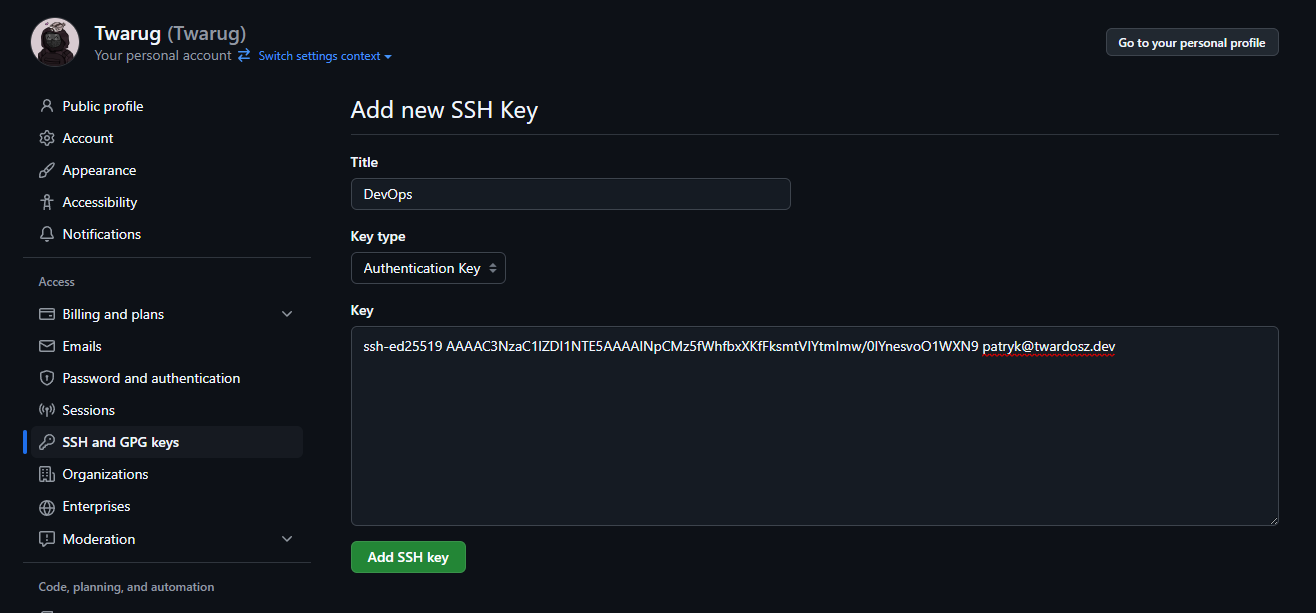 Twarug (Twarug)
Your personal account Switch settings context
Go to your personal profile
Public profile
Account
Appearance
Accessibility
Notifications
Access
Billing and plans
Emails
Password and authentication
Sessions
SSH and GPG keys
Organizations
Enterprises
Moderation
Code, planning, and automation
Add new SSH Key
Title
DevOps
Key type
Authentication Key
Key
ssh-ed25519 AAAAC3NzaC1lZDI1NTE5AAAAINpCMz5fWhfbxXKfFksmtVlYtmImw/0lYnesvoO1WXN9 patryk@twardosz.dev
Add SSH key